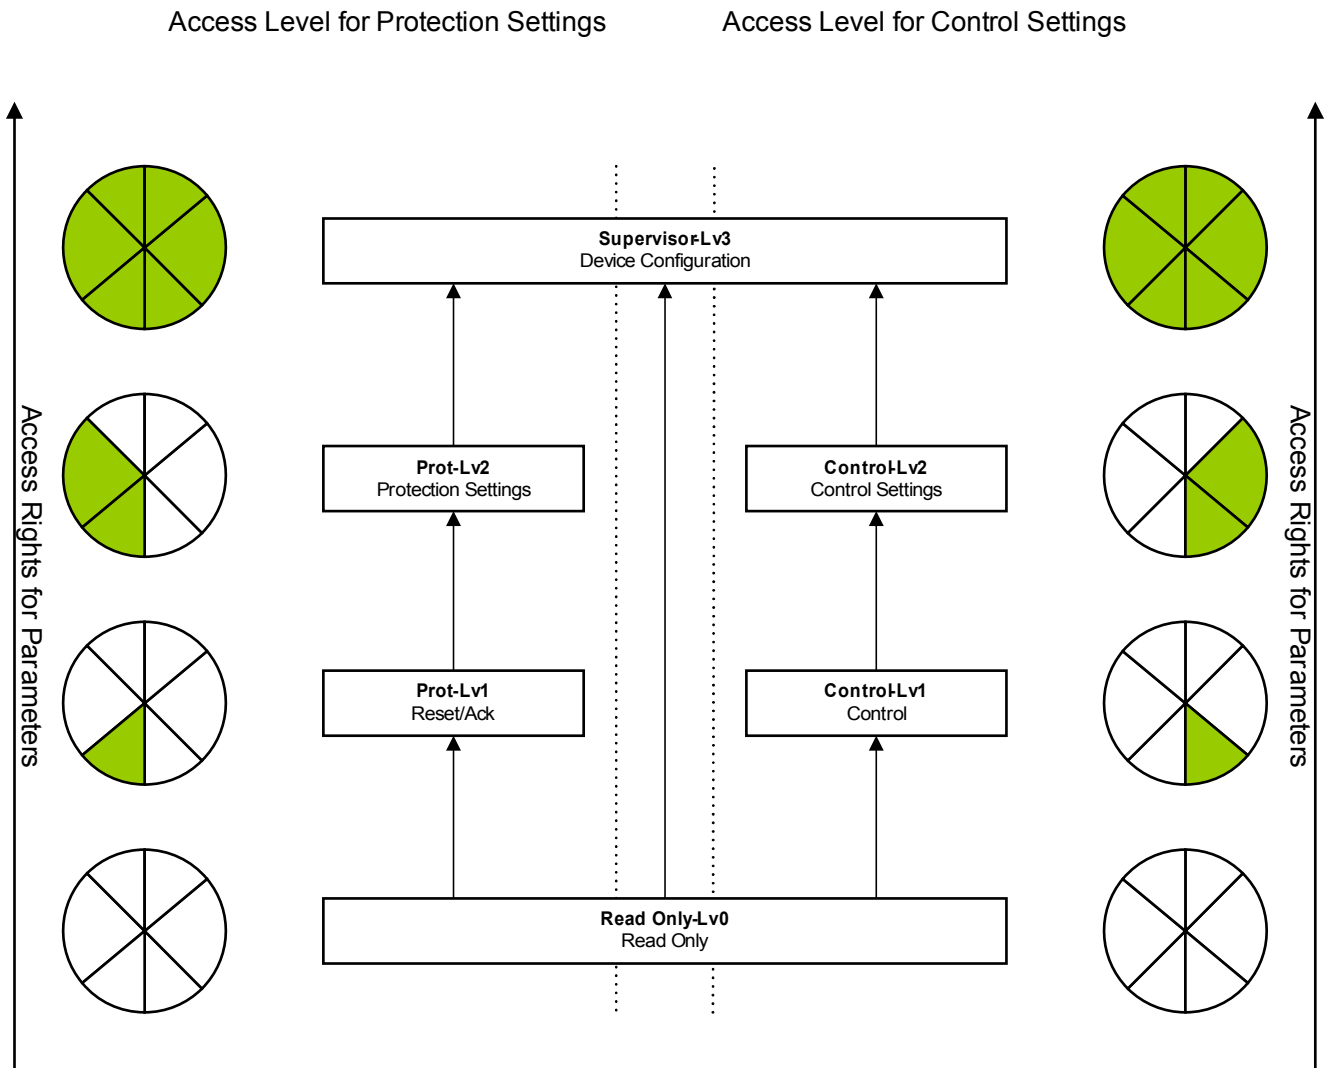 Access Level for Protection Settings
Access Level for Control Settings
Supervisor-Lv3
Device Configuration
Access Rights for Parameters
Prot-Lv2
Protection Settings
Control-Lv2
Control Settings
Access Rights for Parameters
Prot-Lv1
Reset/Ack
Control-Lv1
Control
Read Only-Lv0
Read Only